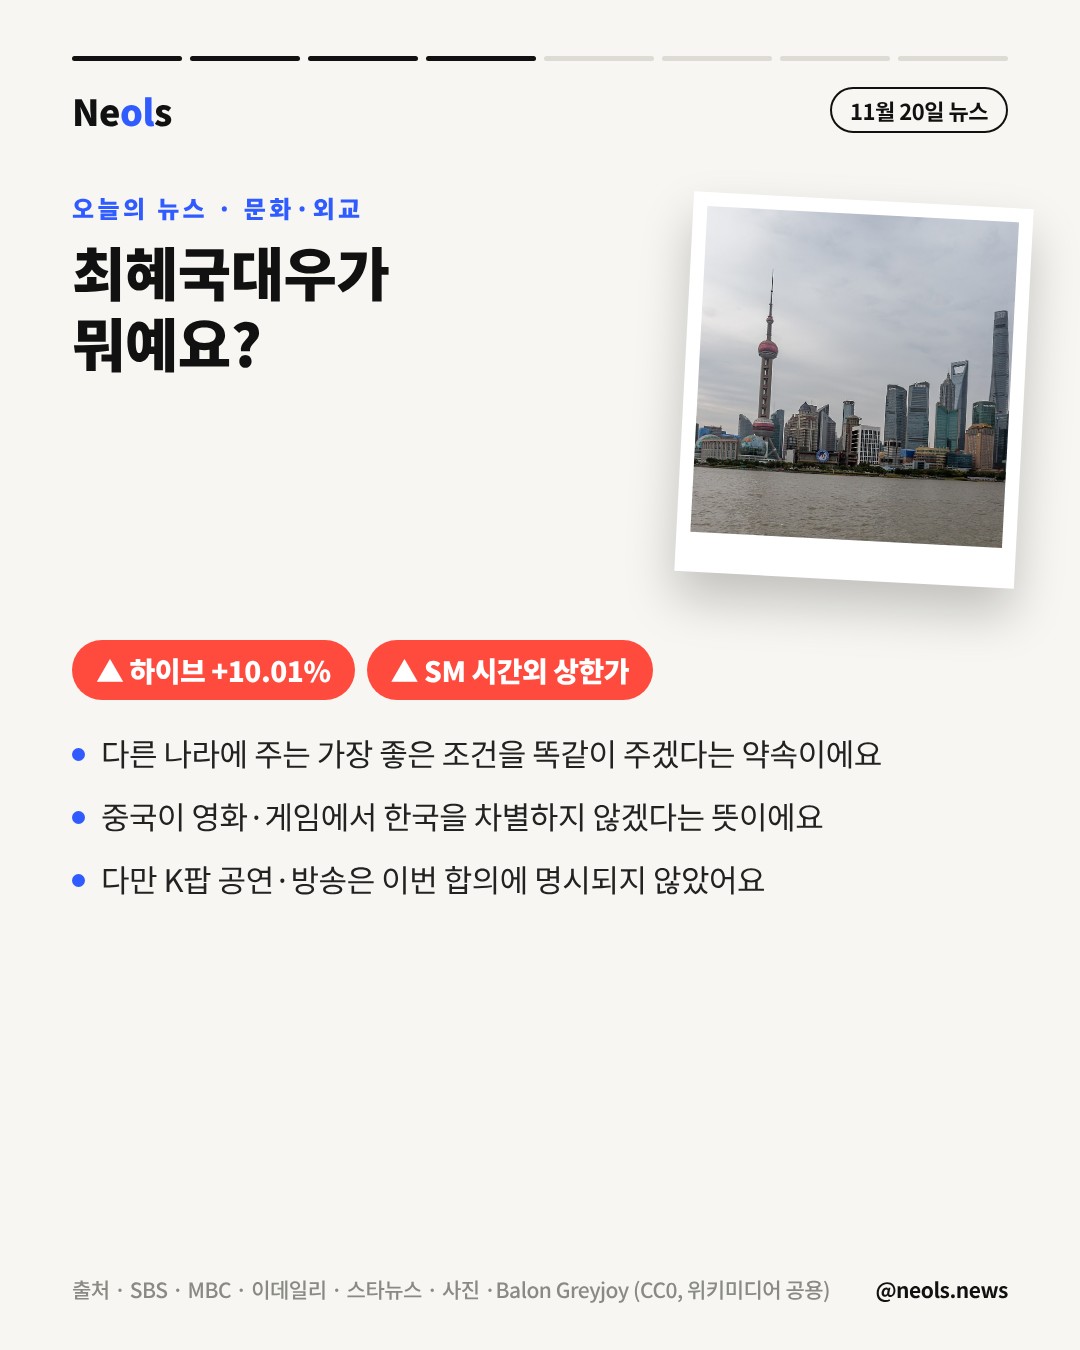 Neols
11월 20일 뉴스
오늘의 뉴스 · 문화·외교
최혜국대우가
뭐예요?
▲ 하이브 +10.01%
▲ SM 시간외 상한가
다른 나라에 주는 가장 좋은 조건을 똑같이 주겠다는 약속이에요
중국이 영화·게임에서 한국을 차별하지 않겠다는 뜻이에요
다만 K팝 공연·방송은 이번 합의에 명시되지 않았어요
출처 · SBS · MBC · 이데일리 · 스타뉴스 · 사진 ·Balon Greyjoy (CC0, 위키미디어 공용)
@neols.news